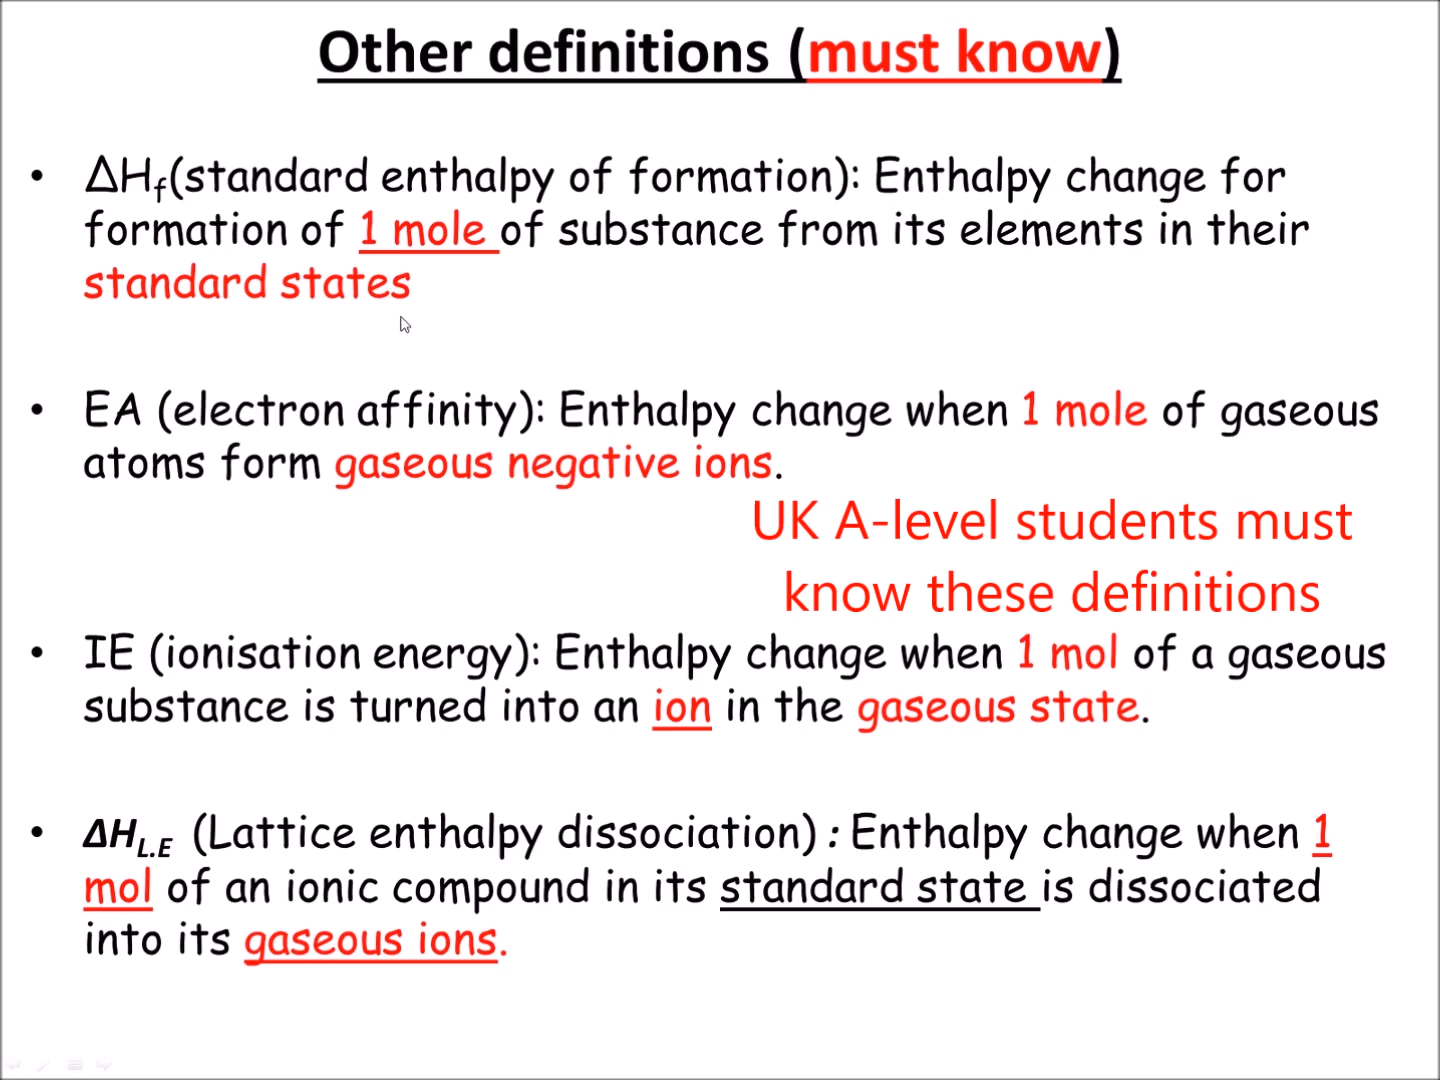 Other definitions (must know)
• ΔHf(standard enthalpy of formation): Enthalpy change for
formation of 1 mole of substance from its elements in their
standard states
• EA (electron affinity): Enthalpy change when 1 mole of gaseous
atoms form gaseous negative ions.
UK A-level students must
know these definitions
• IE (ionisation energy): Enthalpy change when 1 mol of a gaseous
substance is turned into an ion in the gaseous state.
• ΔHL.E (Lattice enthalpy dissociation) : Enthalpy change when 1
mol of an ionic compound in its standard state is dissociated
into its gaseous ions.